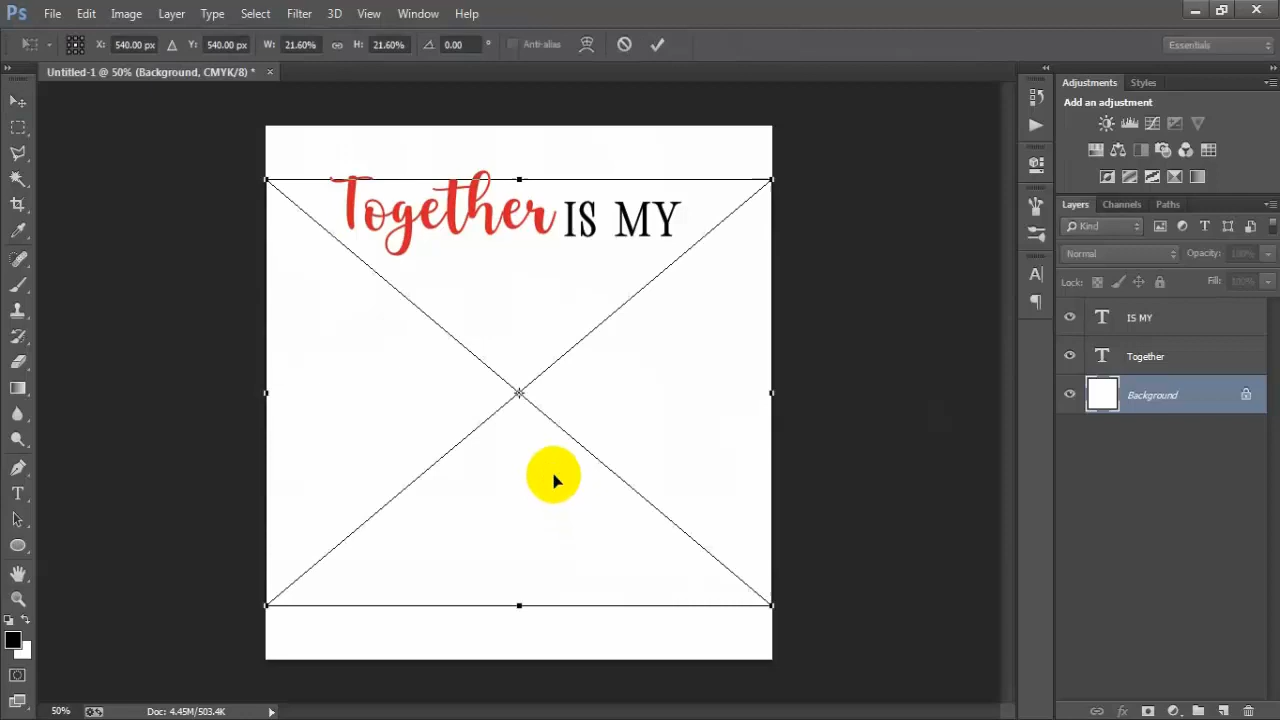 Ps File Edit Image Layer Type Select Filter 3D View Window Help
X: 540.00 px Y: 540.00 px W: 21.60% H: 21.60% 0.00 ° Anti-alias Essentials
Untitled-1 @ 50% (Background, CMYK/8) * ×
Adjustments Styles
Add an adjustment
Together IS MY
Layers Channels Paths
Kind
Normal Opacity: 100%
Lock: Fill: 100%
IS MY
Together
Background
50% Doc: 4.45M/503.4K